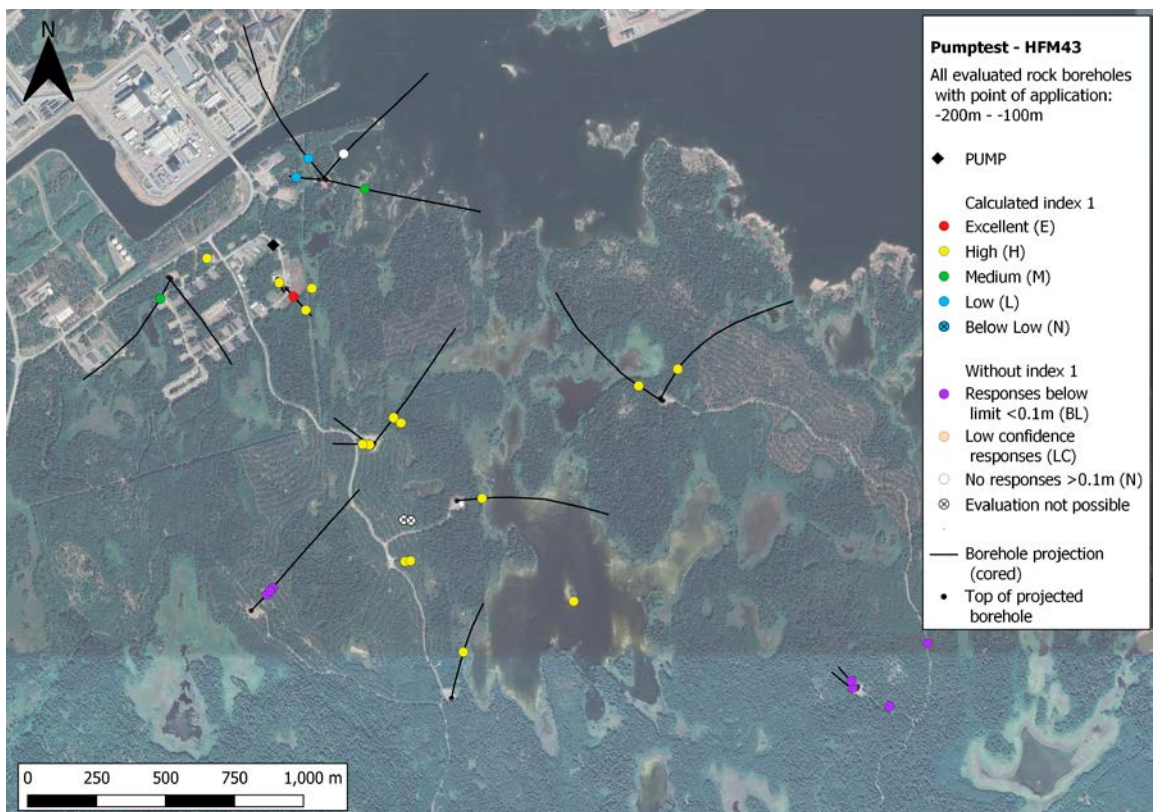 N
Pumptest - HFM43
All evaluated rock boreholes
with point of application:
-200m - -100m
PUMP
Calculated index 1
Excellent (E)
High (H)
Medium (M)
Low (L)
Below Low (N)
Without index 1
Responses below
limit <0.1m (BL)
Low confidence
responses (LC)
No responses >0.1m (N)
Evaluation not possible
Borehole projection
(cored)
Top of projected
borehole
0 250 500 750 1,000 m